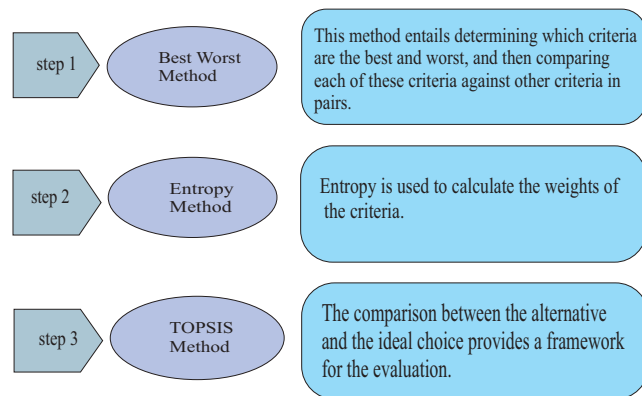 step 1
Best Worst
Method
This method entails determining which criteria
are the best and worst, and then comparing
each of these criteria against other criteria in
pairs.
step 2
Entropy
Method
Entropy is used to calculate the weights of
the criteria.
step 3
TOPSIS
Method
The comparison between the alternative
and the ideal choice provides a framework
for the evaluation.